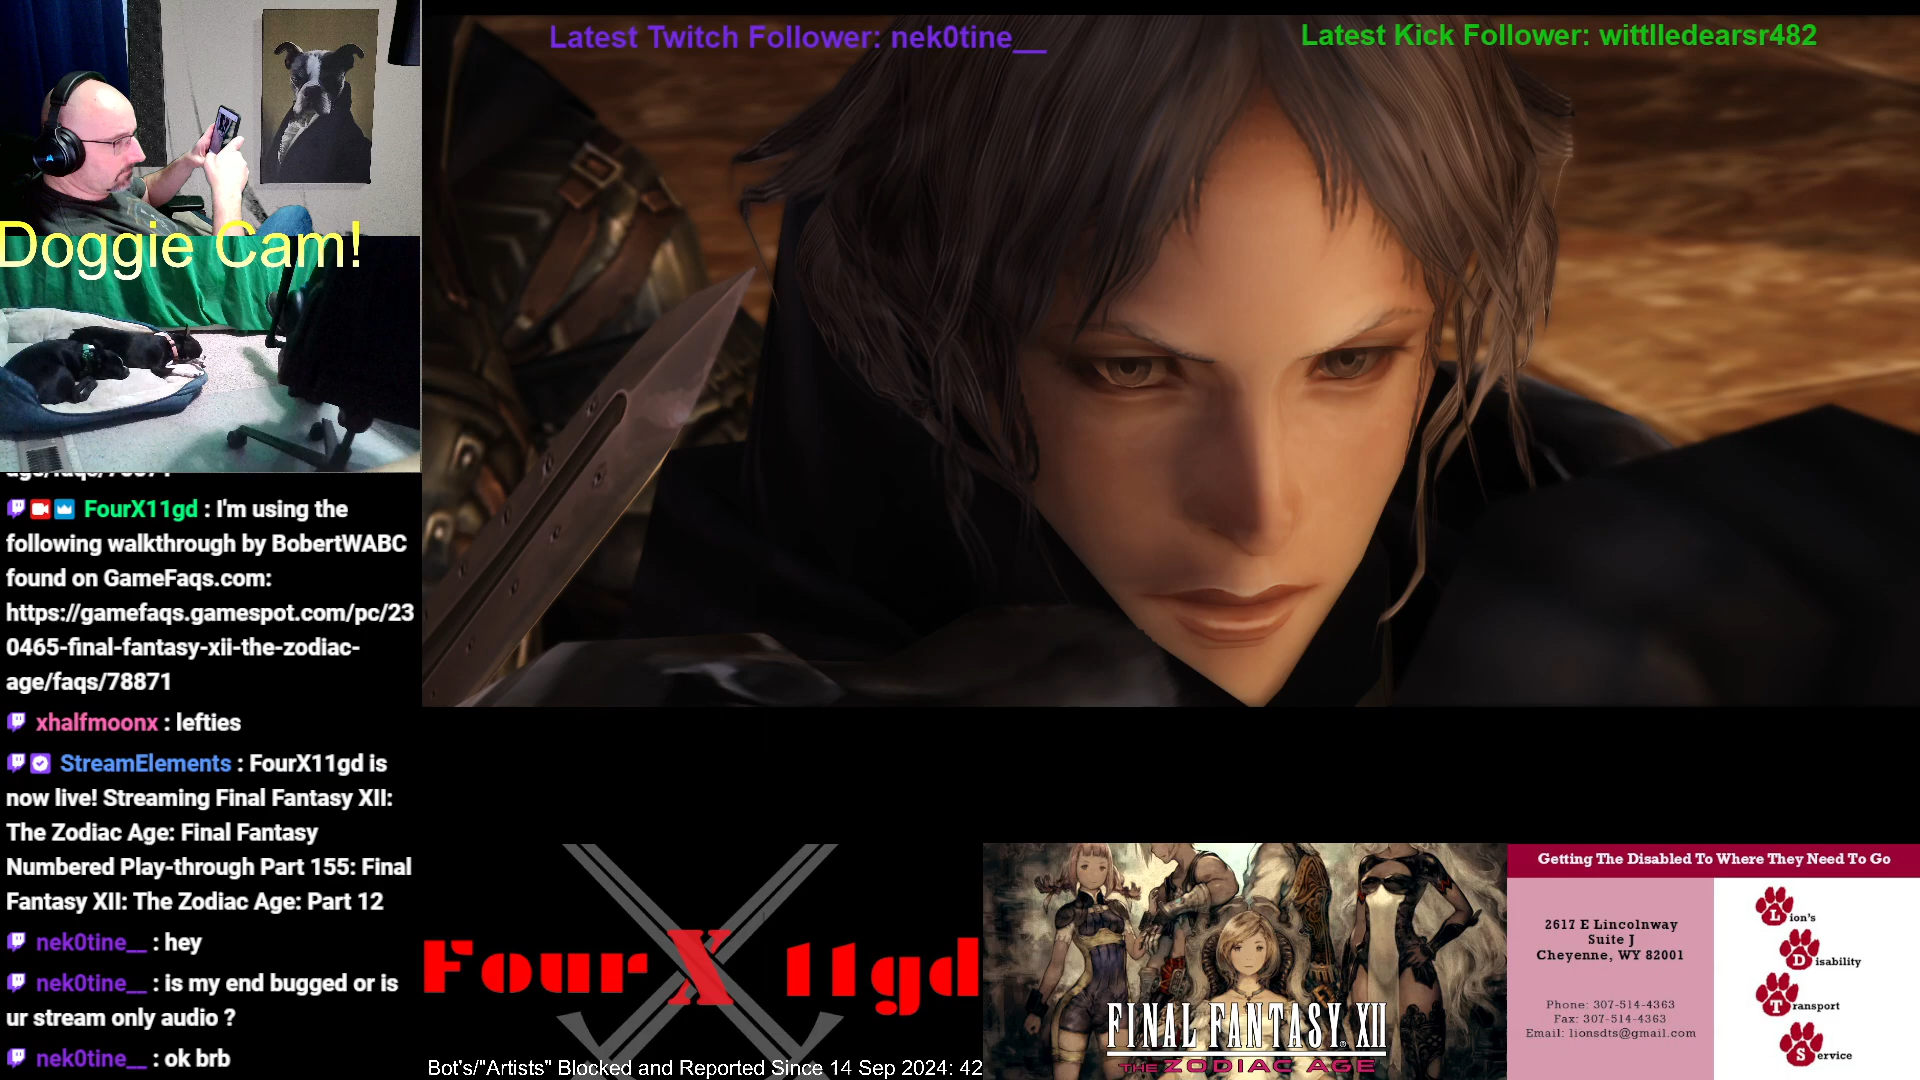 Latest Twitch Follower: nek0tine__
Latest Kick Follower: wittlledearsr482
Doggie Cam!
FourX11gd : I'm using the
following walkthrough by BobertWABC
found on GameFaqs.com:
https://gamefaqs.gamespot.com/pc/23
0465-final-fantasy-xii-the-zodiac-
age/faqs/78871
xhalfmoonx : lefties
StreamElements : FourX11gd is
now live! Streaming Final Fantasy XII:
The Zodiac Age: Final Fantasy
Numbered Play-through Part 155: Final
Fantasy XII: The Zodiac Age: Part 12
nek0tine__ : hey
nek0tine__ : is my end bugged or is
ur stream only audio ?
nek0tine__ : ok brb
FourX11gd
Bot's/"Artists" Blocked and Reported Since 14 Sep 2024: 42
FINAL FANTASY XII
THE ZODIAC AGE
Getting The Disabled To Where They Need To Go
2617 E Lincolnway
Suite J
Cheyenne, WY 82001
Phone: 307-514-4363
Fax: 307-514-4363
Email: lionsdts@gmail.com
Lion's
Disability
Transport
Service